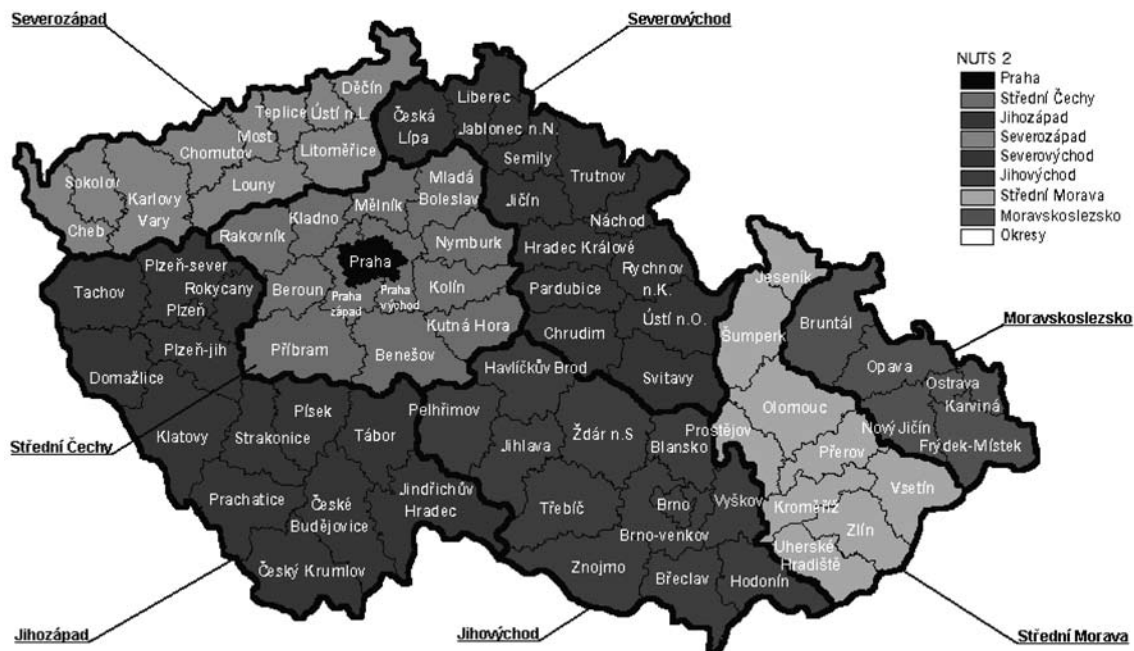 Severozápad
Severovýchod
NUTS 2
Praha
Střední Čechy
Jihozápad
Severozápad
Severovýchod
Jihovýchod
Střední Morava
Moravskoslezsko
Okresy
Děčín
Teplice
Ústí n.L.
Most
Chomutov
Litoměřice
Sokolov
Karlovy
Vary
Louny
Cheb
Česká
Lípa
Liberec
Jablonec n.N.
Semily
Trutnov
Jičín
Náchod
Hradec Králové
Rychnov
n.K.
Pardubice
Ústí n.O.
Chrudim
Svitavy
Mladá
Boleslav
Mělník
Kladno
Rakovník
Nymburk
Praha
Beroun
Praha
západ
Praha
východ
Kolín
Kutná Hora
Příbram
Benešov
Plzeň-sever
Rokycany
Tachov
Plzeň
Plzeň-jih
Domažlice
Klatovy
Písek
Strakonice
Tábor
Prachatice
České
Budějovice
Jindřichův
Hradec
Český Krumlov
Havlíčkův Brod
Pelhřimov
Jihlava
Ždár n.S
Blansko
Třebíč
Brno
Vyškov
Brno-venkov
Znojmo
Břeclav
Hodonín
Jeseník
Šumperk
Olomouc
Prostějov
Přerov
Vsetín
Kroměříž
Zlín
Uherské
Hradiště
Bruntál
Opava
Ostrava
Karviná
Nový Jičín
Frýdek-Místek
Moravskoslezsko
Střední Čechy
Jihozápad
Jihovýchod
Střední Morava